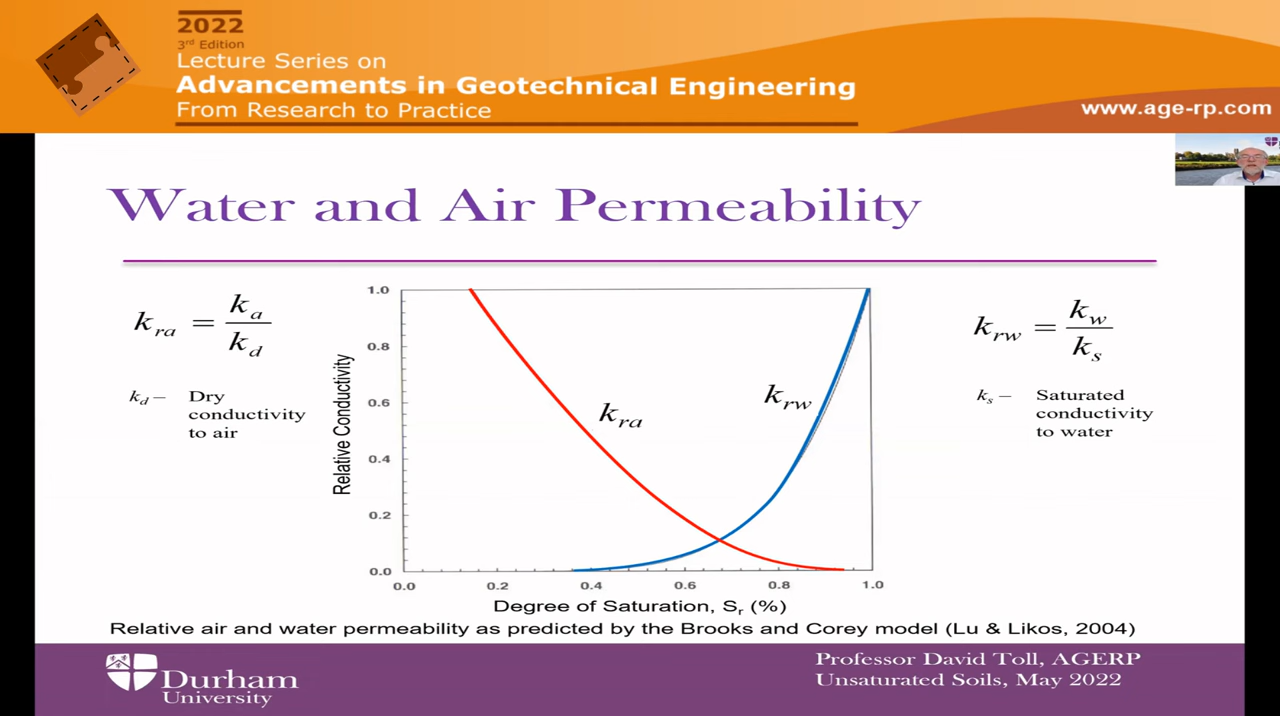 2022
3rd Edition
Lecture Series on
Advancements in Geotechnical Engineering
From Research to Practice
www.age-rp.com
Water and Air Permeability
k_ra = k_a / k_d
k_d – Dry
conductivity
to air
Relative Conductivity
1.0
0.8
0.6
0.4
0.2
0.0
k_ra
k_rw
0.0 0.2 0.4 0.6 0.8 1.0
Degree of Saturation, S_r (%)
k_rw = k_w / k_s
k_s – Saturated
conductivity
to water
Relative air and water permeability as predicted by the Brooks and Corey model (Lu & Likos, 2004)
Durham
University
Professor David Toll, AGERP
Unsaturated Soils, May 2022